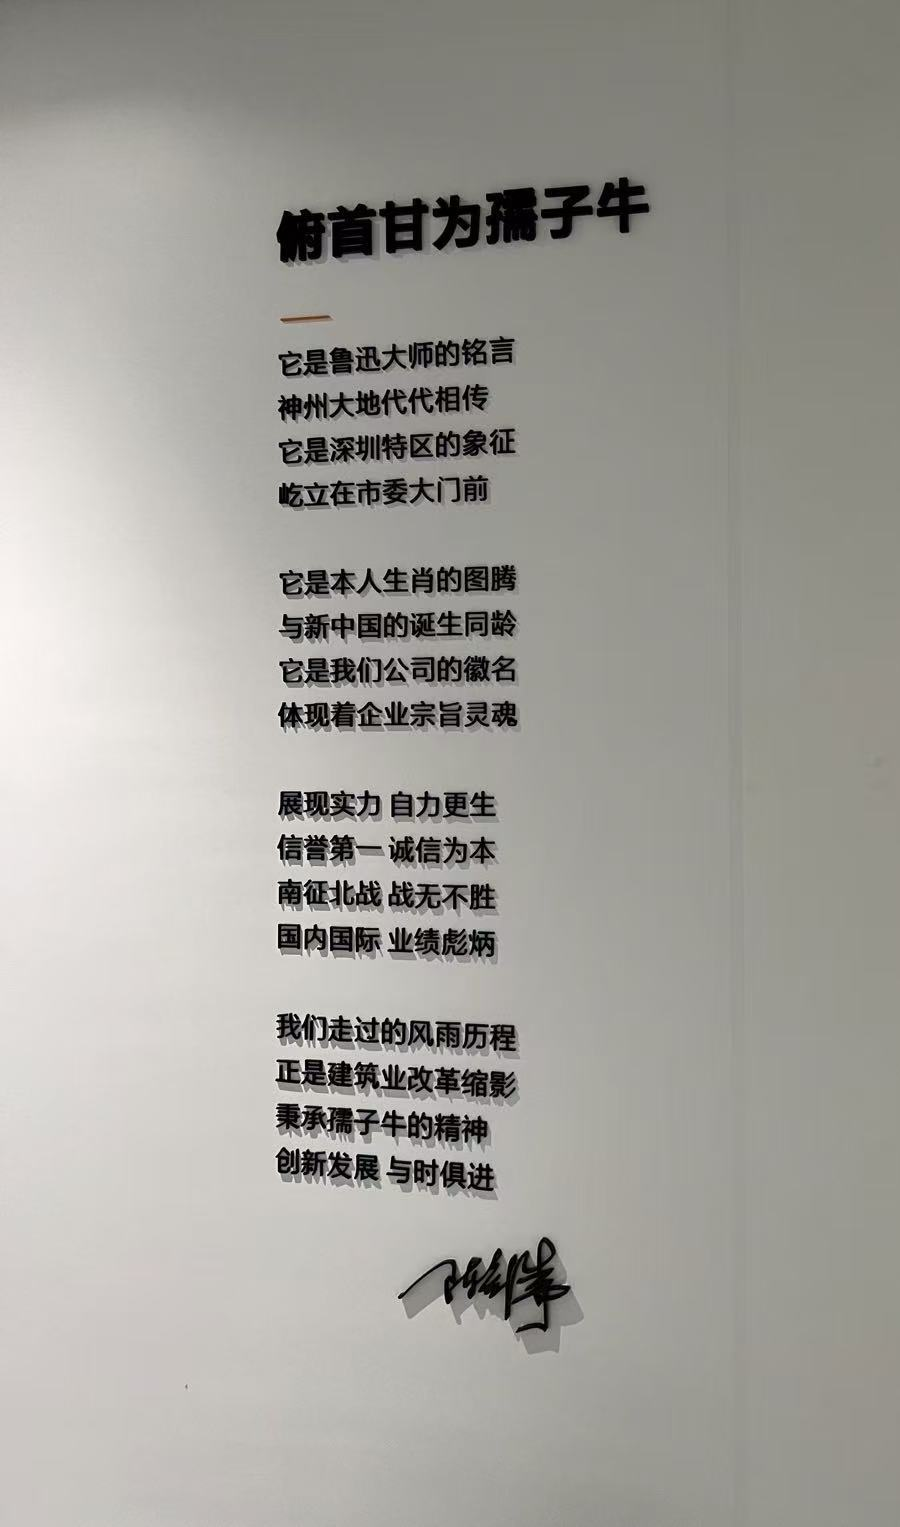 俯首甘为孺子牛
它是鲁迅大师的铭言
神州大地代代相传
它是深圳特区的象征
屹立在市委大门前
它是本人生肖的图腾
与新中国的诞生同龄
它是我们公司的徽名
体现着企业宗旨灵魂
展现实力 自力更生
信誉第一 诚信为本
南征北战 战无不胜
国内国际 业绩彪炳
我们走过的风雨历程
正是建筑业改革缩影
秉承孺子牛的精神
创新发展 与时俱进